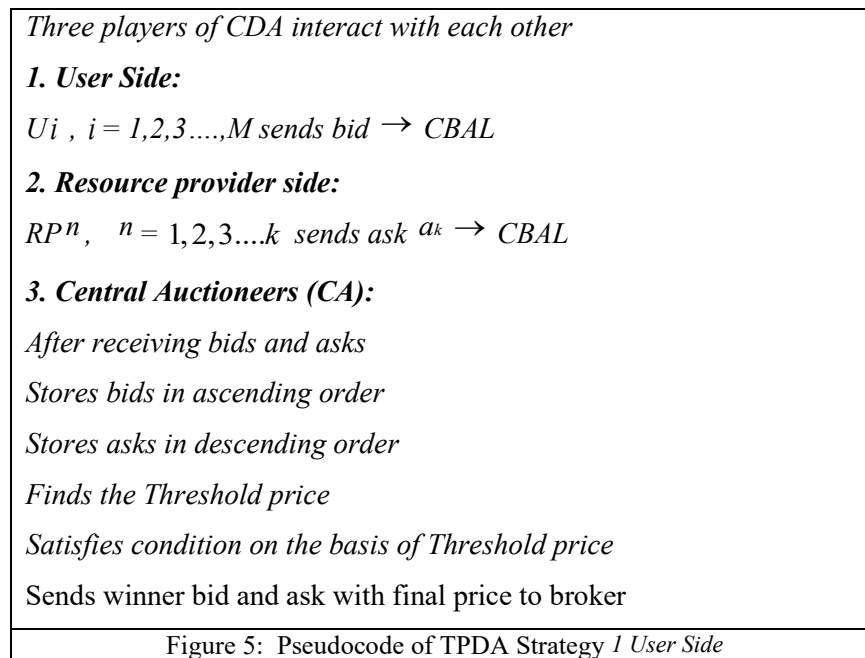 Three players of CDA interact with each other
1. User Side:
Ui , i = 1,2,3....,M sends bid → CBAL
2. Resource provider side:
RPⁿ, n = 1,2,3....k sends ask aₖ → CBAL
3. Central Auctioneers (CA):
After receiving bids and asks
Stores bids in ascending order
Stores asks in descending order
Finds the Threshold price
Satisfies condition on the basis of Threshold price
Sends winner bid and ask with final price to broker
Figure 5: Pseudocode of TPDA Strategy 1 User Side